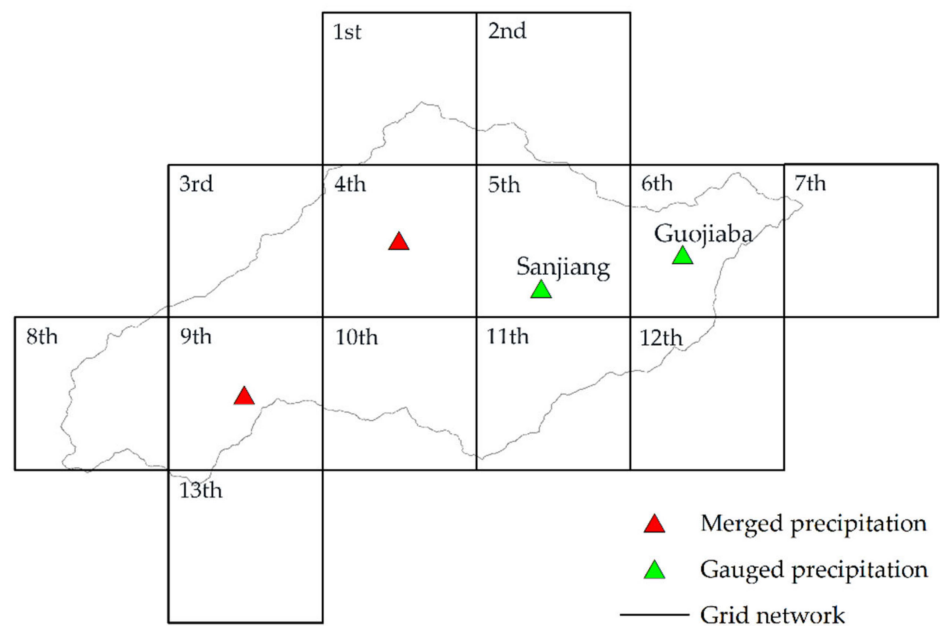 1st
2nd
3rd
4th
5th
6th
7th
Guojiaba
Sanjiang
8th
9th
10th
11th
12th
13th
Merged precipitation
Gauged precipitation
Grid network